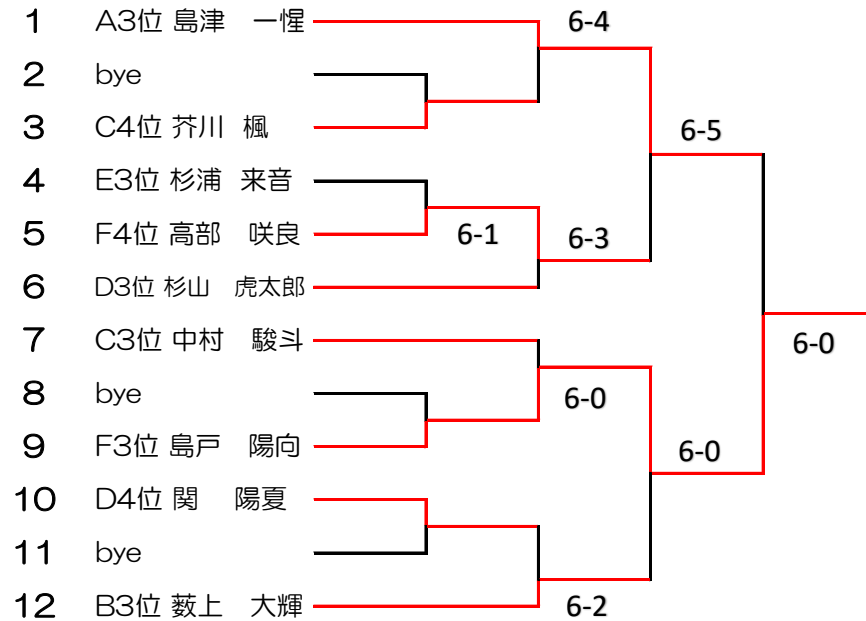 1 A3位 島津 一惺 6-4
2 bye
3 C4位 芥川 楓 6-5
4 E3位 杉浦 来音
5 F4位 高部 咲良 6-1 6-3
6 D3位 杉山 虎太郎
7 C3位 中村 駿斗 6-0
8 bye 6-0
9 F3位 島戸 陽向 6-0
10 D4位 関 陽夏
11 bye
12 B3位 薮上 大輝 6-2